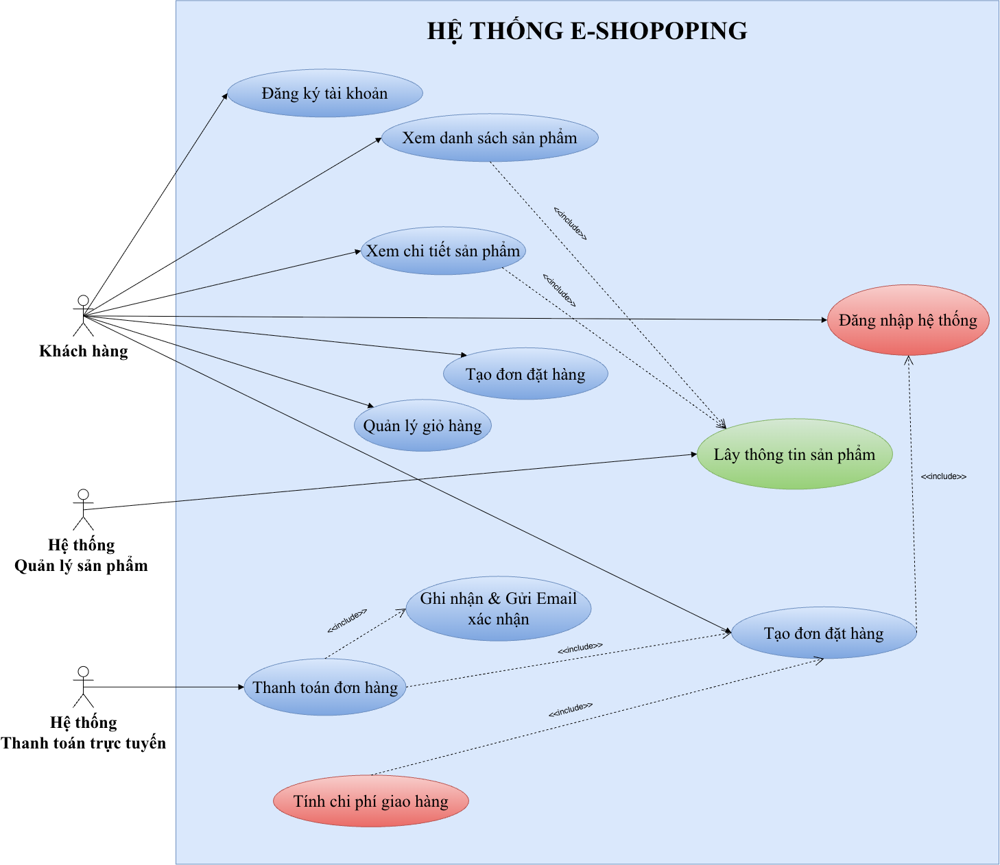 HỆ THỐNG E-SHOPOPING
Đăng ký tài khoản
Xem danh sách sản phẩm
<<include>>
Xem chi tiết sản phẩm
<<include>>
Đăng nhập hệ thống
Khách hàng
Tạo đơn đặt hàng
Quản lý giỏ hàng
Lây thông tin sản phẩm
<<include>>
Hệ thống
Quản lý sản phẩm
Ghi nhận & Gửi Email
xác nhận
<<include>>
Tạo đơn đặt hàng
<<include>>
Thanh toán đơn hàng
<<include>>
Hệ thống
Thanh toán trực tuyến
Tính chi phí giao hàng